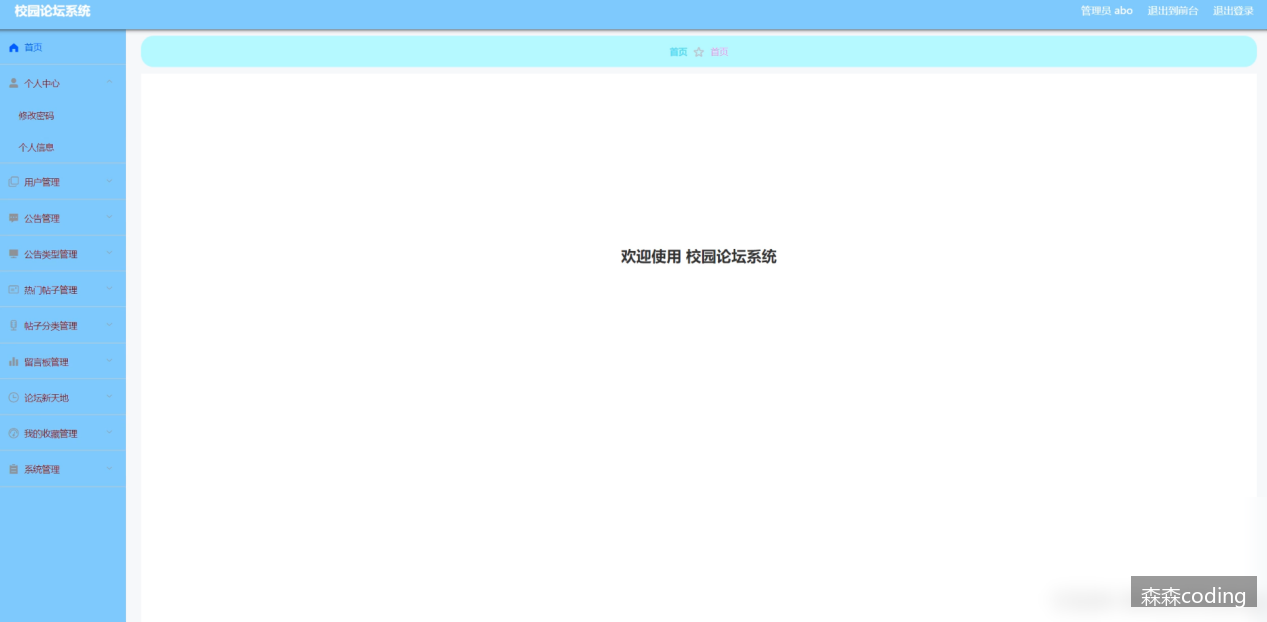 校园论坛系统
管理员 abo 退出到前台 退出登录
首页
首页 ☆ 首页
个人中心
修改密码
个人信息
用户管理
公告管理
公告类型管理
热门帖子管理
帖子分类管理
留言板管理
论坛新天地
我的收藏管理
系统管理
欢迎使用 校园论坛系统
森森coding